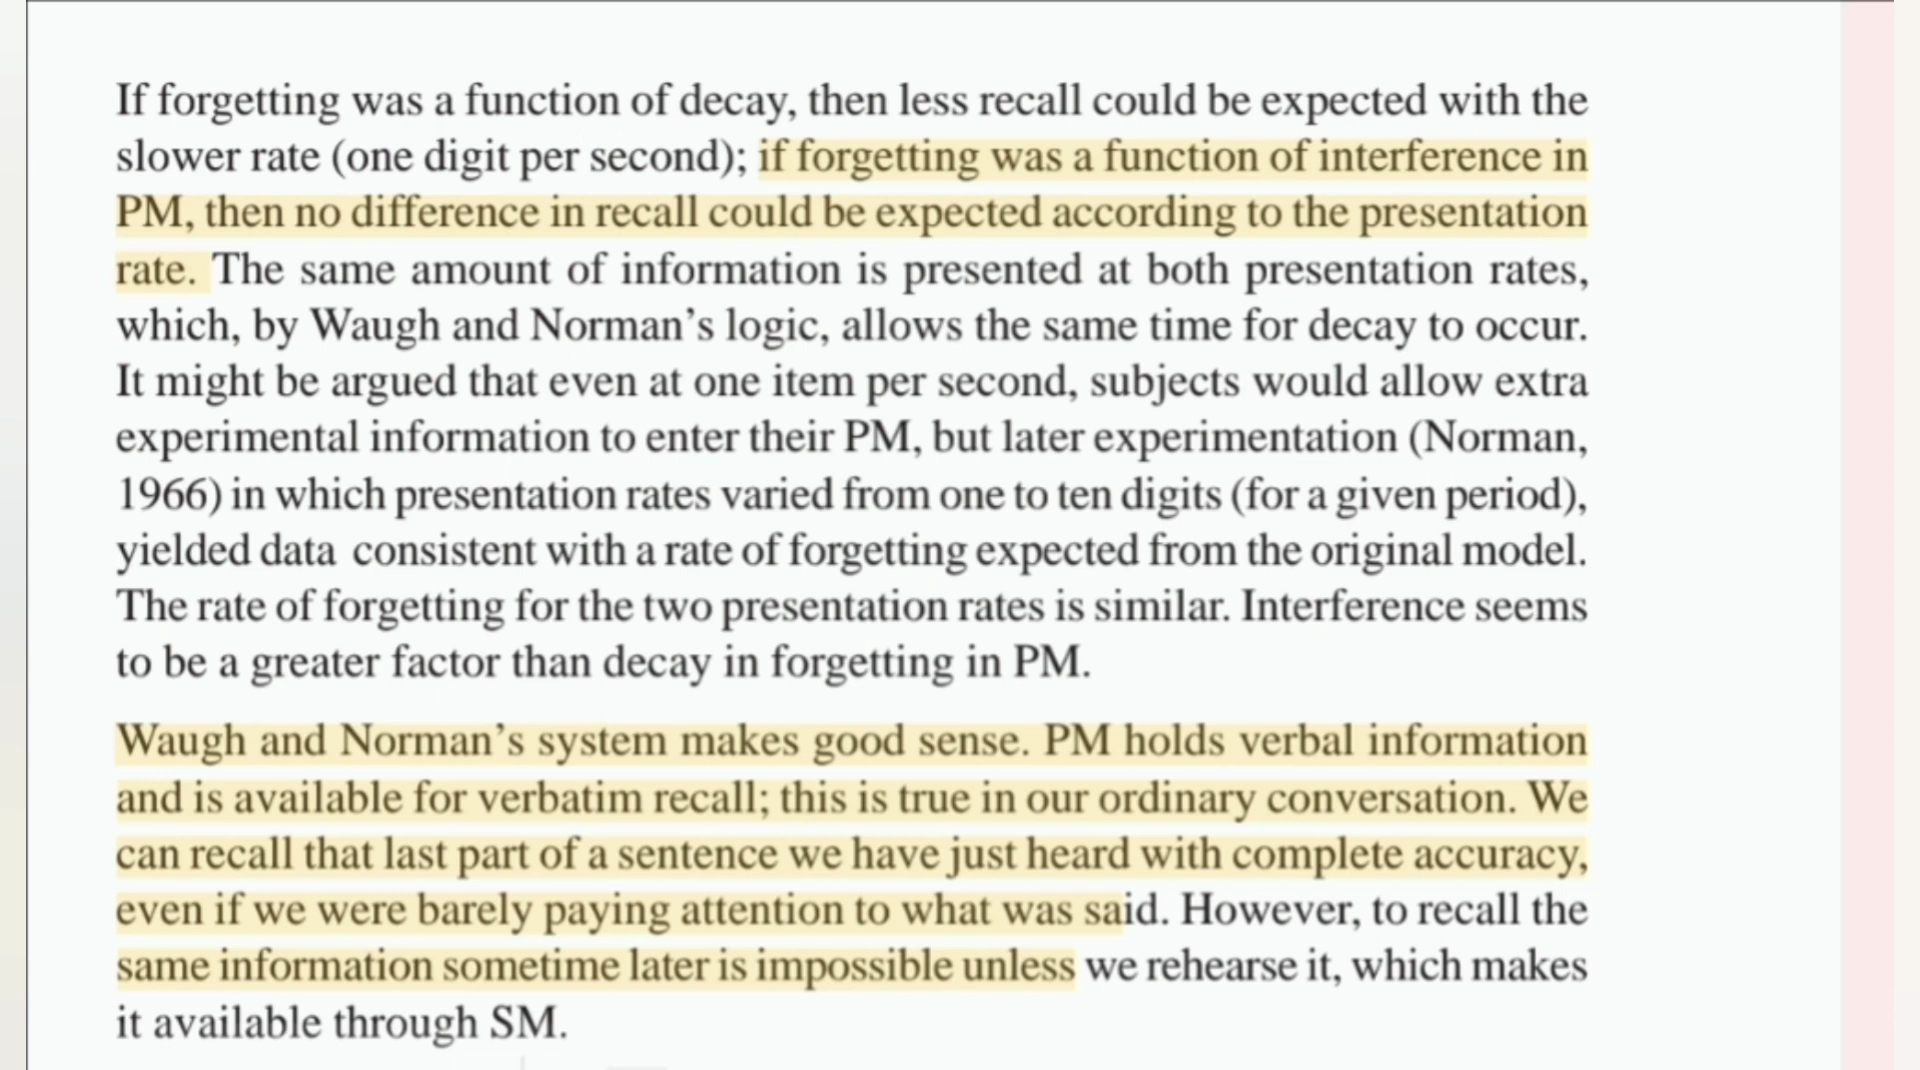 If forgetting was a function of decay, then less recall could be expected with the
slower rate (one digit per second); if forgetting was a function of interference in
PM, then no difference in recall could be expected according to the presentation
rate. The same amount of information is presented at both presentation rates,
which, by Waugh and Norman’s logic, allows the same time for decay to occur.
It might be argued that even at one item per second, subjects would allow extra
experimental information to enter their PM, but later experimentation (Norman,
1966) in which presentation rates varied from one to ten digits (for a given period),
yielded data consistent with a rate of forgetting expected from the original model.
The rate of forgetting for the two presentation rates is similar. Interference seems
to be a greater factor than decay in forgetting in PM.
Waugh and Norman’s system makes good sense. PM holds verbal information
and is available for verbatim recall; this is true in our ordinary conversation. We
can recall that last part of a sentence we have just heard with complete accuracy,
even if we were barely paying attention to what was said. However, to recall the
same information sometime later is impossible unless we rehearse it, which makes
it available through SM.